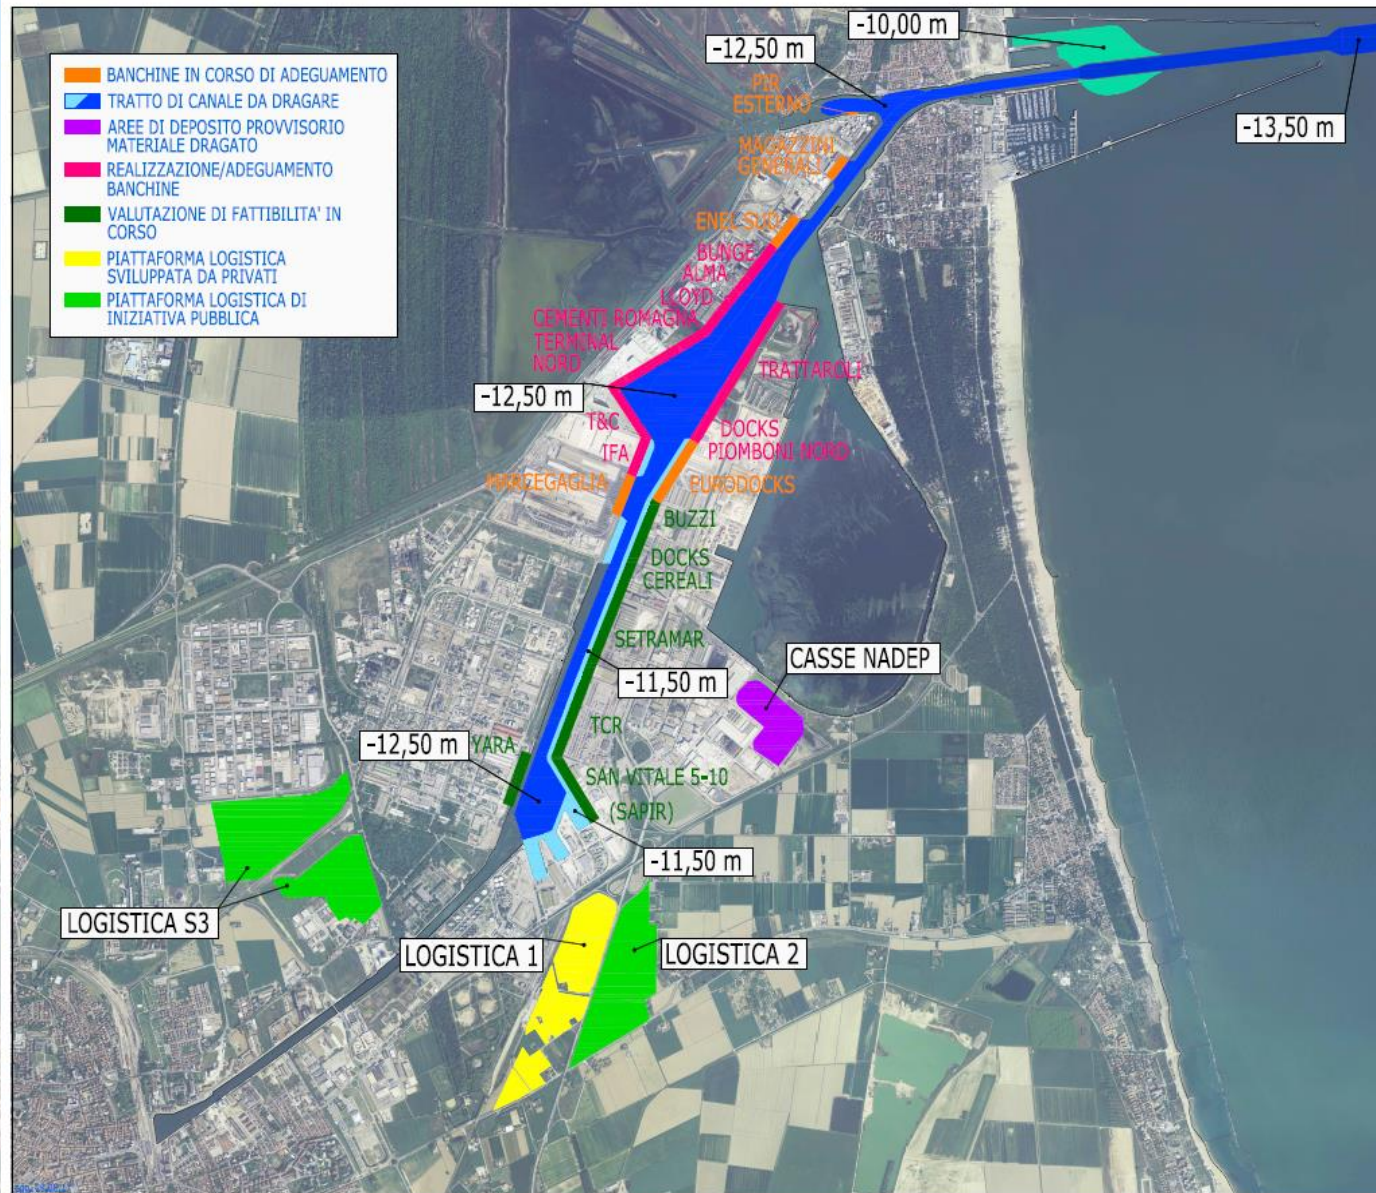 -10,00 m
-12,50 m
-13,50 m
BANCHINE IN CORSO DI ADEGUAMENTO
TRATTO DI CANALE DA DRAGARE
AREE DI DEPOSITO PROVVISORIO
MATERIALE DRAGATO
REALIZZAZIONE/ADEGUAMENTO
BANCHINE
VALUTAZIONE DI FATTIBILITA' IN
CORSO
PIATTAFORMA LOGISTICA
SVILUPPATA DA PRIVATI
PIATTAFORMA LOGISTICA DI
INIZIATIVA PUBBLICA
PIR
ESTERNO
MAGAZZINI
GENERALI
ENEL SUD
BUNGE
ALMA
LLOYD
CEMENTI ROMAGNA
TERMINAL
NORD
TRATTAROLI
-12,50 m
T&C
IFA
DOCKS
PIOMBONI NORD
MARCEGAGLIA
EURODOCKS
BUZZI
DOCKS
CEREALI
SETRAMAR
CASSE NADEP
-11,50 m
TCR
YARA
-12,50 m
SAN VITALE 5-10
(SAPIR)
-11,50 m
LOGISTICA S3
LOGISTICA 1
LOGISTICA 2